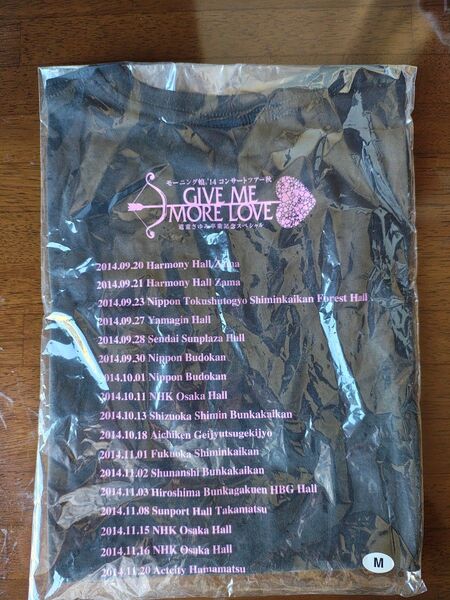 モーニング娘。'14 コンサートツアー秋
GIVE ME
MORE LOVE
道重さゆみ卒業記念スペシャル
2014.09.20 Harmony Hall Zama
2014.09.21 Harmony Hall Zama
2014.09.23 Nippon Tokushutogyo Shiminkaikan Forest Hall
2014.09.27 Yamagin Hall
2014.09.28 Sendai Sunplaza Hall
2014.09.30 Nippon Budokan
2014.10.01 Nippon Budokan
2014.10.11 NHK Osaka Hall
2014.10.13 Shizuoka Shimin Bunkakaikan
2014.10.18 Aichiken Geijyutsugekijyo
2014.11.01 Fukuoka Shiminkaikan
2014.11.02 Shunanshi Bunkakaikan
2014.11.03 Hiroshima Bunkagakuen HBG Hall
2014.11.08 Sunport Hall Takamatsu
2014.11.15 NHK Osaka Hall
2014.11.16 NHK Osaka Hall
2014.11.20 Actcity Hamamatsu
M